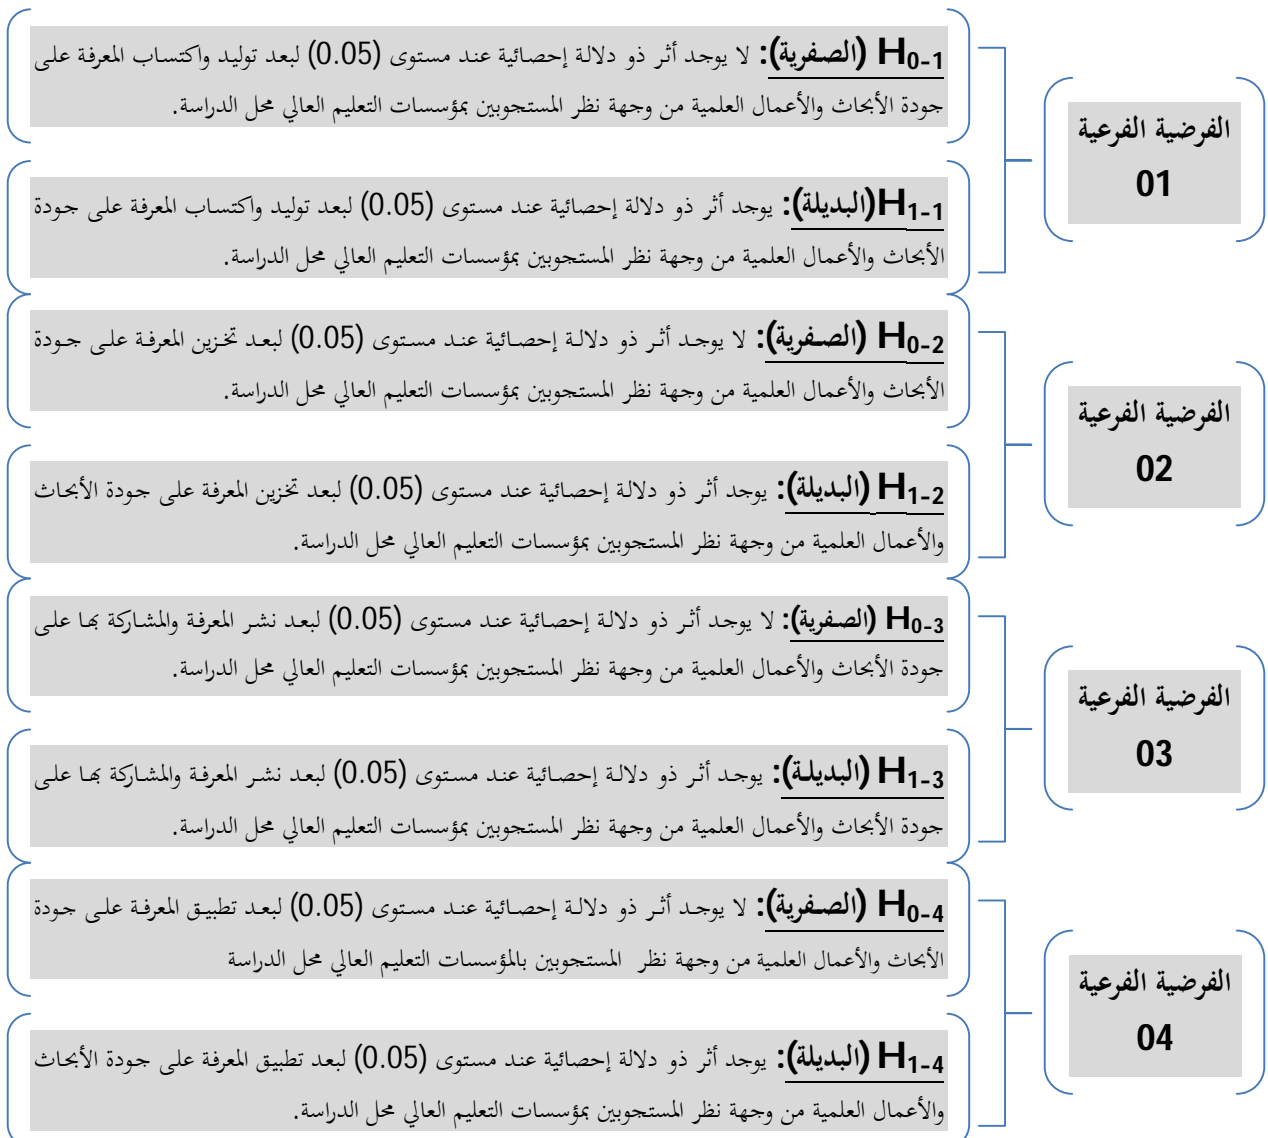 الفرضية الفرعية
01
H0-1 (الصفرية): لا يوجد أثر ذو دلالة إحصائية عند مستوى (0.05) لبعد توليد واكتساب المعرفة على
جودة الأبحاث والأعمال العلمية من وجهة نظر المستجوبين بمؤسسات التعليم العالي محل الدراسة.
H1-1(البديلة): يوجد أثر ذو دلالة إحصائية عند مستوى (0.05) لبعد توليد واكتساب المعرفة على جودة
الأبحاث والأعمال العلمية من وجهة نظر المستجوبين بمؤسسات التعليم العالي محل الدراسة.
الفرضية الفرعية
02
H0-2 (الصفرية): لا يوجد أثر ذو دلالة إحصائية عند مستوى (0.05) لبعد تخزين المعرفة على جودة
الأبحاث والأعمال العلمية من وجهة نظر المستجوبين بمؤسسات التعليم العالي محل الدراسة.
H1-2 (البديلة): يوجد أثر ذو دلالة إحصائية عند مستوى (0.05) لبعد تخزين المعرفة على جودة الأبحاث
والأعمال العلمية من وجهة نظر المستجوبين بمؤسسات التعليم العالي محل الدراسة.
الفرضية الفرعية
03
H0-3 (الصفرية): لا يوجد أثر ذو دلالة إحصائية عند مستوى (0.05) لبعد نشر المعرفة والمشاركة بها على
جودة الأبحاث والأعمال العلمية من وجهة نظر المستجوبين بمؤسسات التعليم العالي محل الدراسة.
H1-3 (البديلة): يوجد أثر ذو دلالة إحصائية عند مستوى (0.05) لبعد نشر المعرفة والمشاركة بها على
جودة الأبحاث والأعمال العلمية من وجهة نظر المستجوبين بمؤسسات التعليم العالي محل الدراسة.
الفرضية الفرعية
04
H0-4 (الصفرية): لا يوجد أثر ذو دلالة إحصائية عند مستوى (0.05) لبعد تطبيق المعرفة على جودة
الأبحاث والأعمال العلمية من وجهة نظر المستجوبين بالمؤسسات التعليم العالي محل الدراسة
H1-4 (البديلة): يوجد أثر ذو دلالة إحصائية عند مستوى (0.05) لبعد تطبيق المعرفة على جودة الأبحاث
والأعمال العلمية من وجهة نظر المستجوبين بمؤسسات التعليم العالي محل الدراسة.